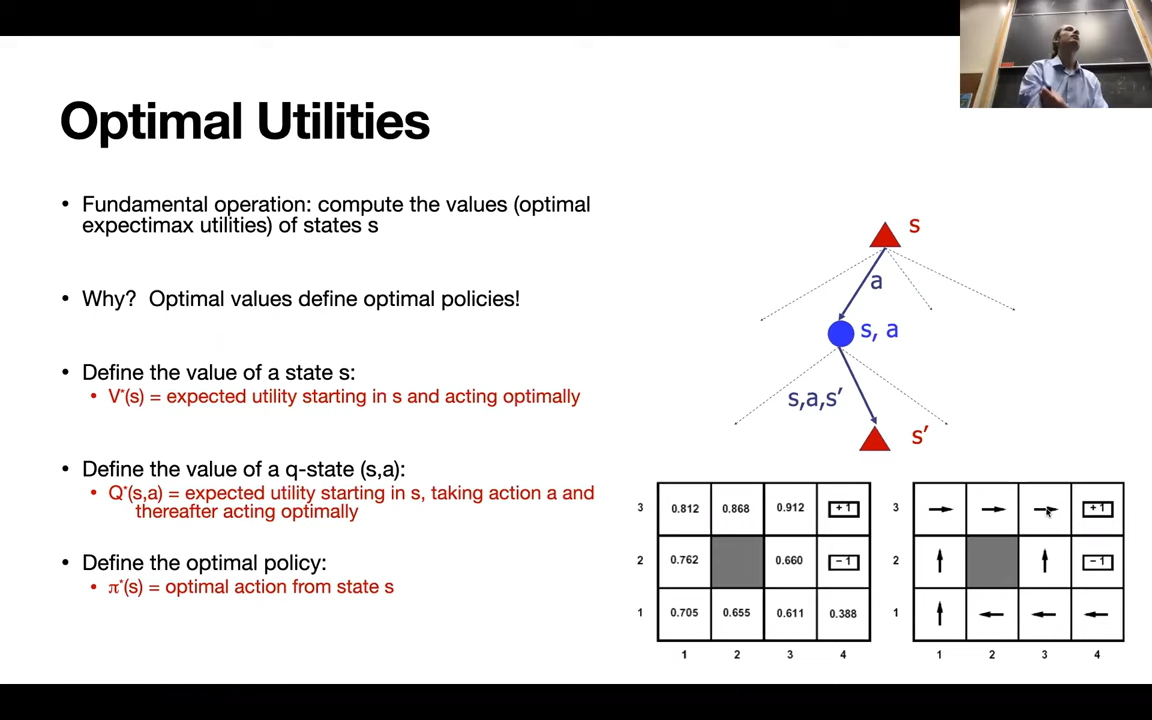 Optimal Utilities
• Fundamental operation: compute the values (optimal
expectimax utilities) of states s
• Why? Optimal values define optimal policies!
• Define the value of a state s:
• V*(s) = expected utility starting in s and acting optimally
• Define the value of a q-state (s,a):
• Q*(s,a) = expected utility starting in s, taking action a and
thereafter acting optimally
• Define the optimal policy:
• π*(s) = optimal action from state s
s
a
s, a
s,a,s’
s’
3 0.812 0.868 0.912 +1
2 0.762 0.660 −1
1 0.705 0.655 0.611 0.388
1 2 3 4
3 +1
2 −1
1
1 2 3 4